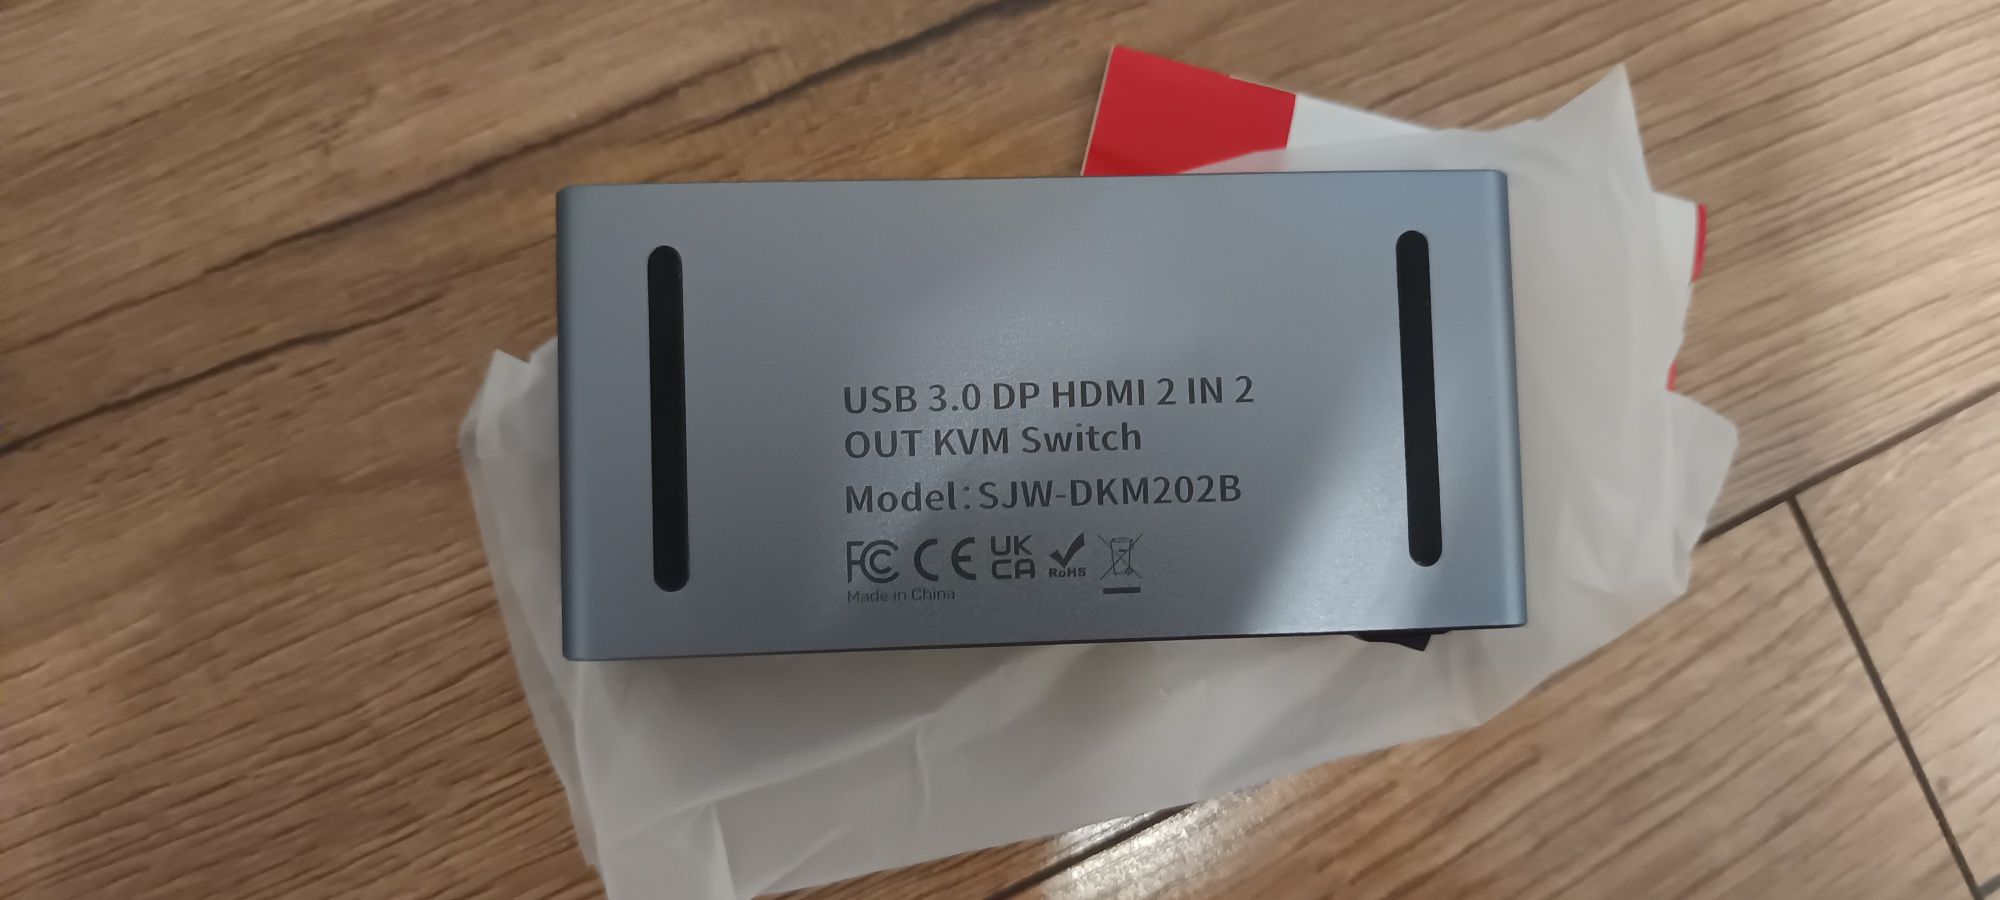 USB 3.0 DP HDMI 2 IN 2
OUT KVM Switch
Model:SJW-DKM202B
FC CE UK CA RoHS
Made in China